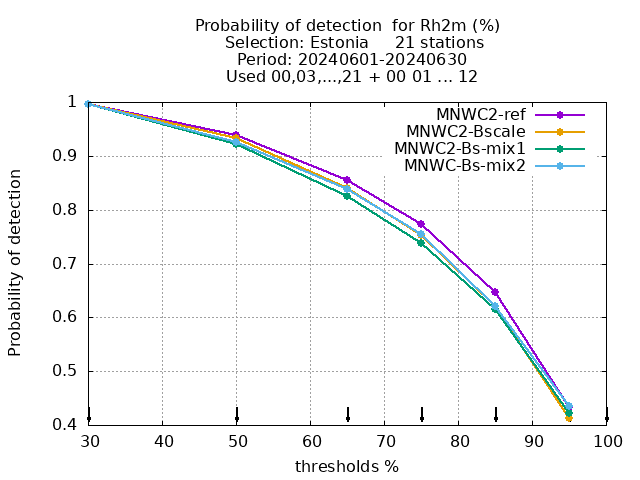 Probability of detection  for Rh2m (%)
Selection: Estonia     21 stations
Period: 20240601-20240630
Used 00,03,...,21 + 00 01 ... 12
MNWC2-ref
MNWC2-Bscale
MNWC2-Bs-mix1
MNWC-Bs-mix2
Probability of detection
1
0.9
0.8
0.7
0.6
0.5
0.4
30 40 50 60 70 80 90 100
thresholds %